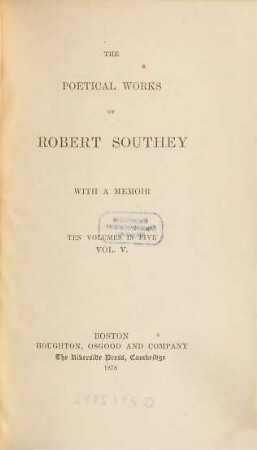 THE
POETICAL WORKS
OF
ROBERT SOUTHEY
WITH A MEMOIR
TEN VOLUMES IN FIVE
VOL. V.
BOSTON
HOUGHTON, OSGOOD AND COMPANY
The Riverside Press, Cambridge
1878